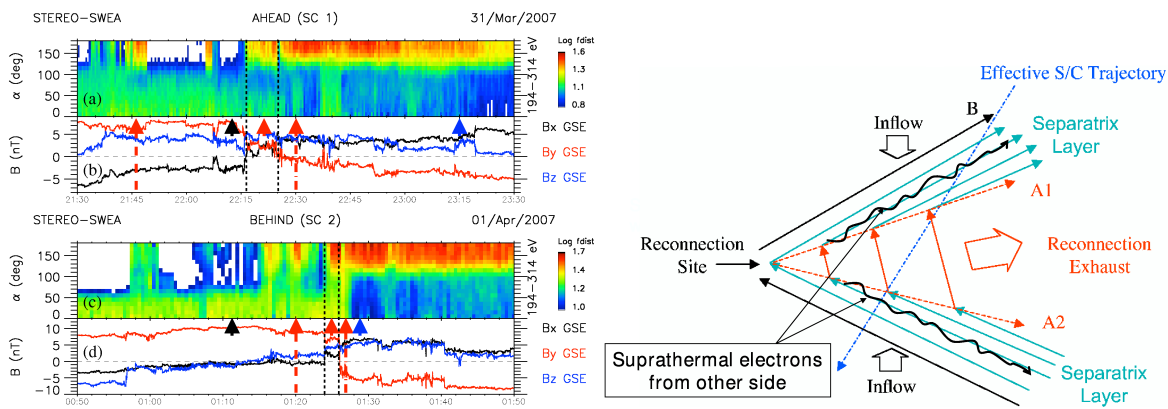 STEREO-SWEA AHEAD (SC 1) 31/Mar/2007
Log fdist
α (deg)
150
100
50
0
(a)
194-314 eV
1.6
1.3
1.1
0.8
B (nT)
5
0
-5
(b)
Bx GSE
By GSE
Bz GSE
21:30 21:45 22:00 22:15 22:30 22:45 23:00 23:15 23:30
STEREO-SWEA BEHIND (SC 2) 01/Apr/2007
Log fdist
α (deg)
150
100
50
0
(c)
194-314 eV
1.7
1.5
1.2
1.0
B (nT)
10
5
0
-5
-10
(d)
Bx GSE
By GSE
Bz GSE
00:50 01:00 01:10 01:20 01:30 01:40 01:50
Effective S/C Trajectory
B
Inflow
Separatrix
Layer
A1
Reconnection
Site
Reconnection
Exhaust
A2
Suprathermal electrons
from other side
Inflow
Separatrix
Layer